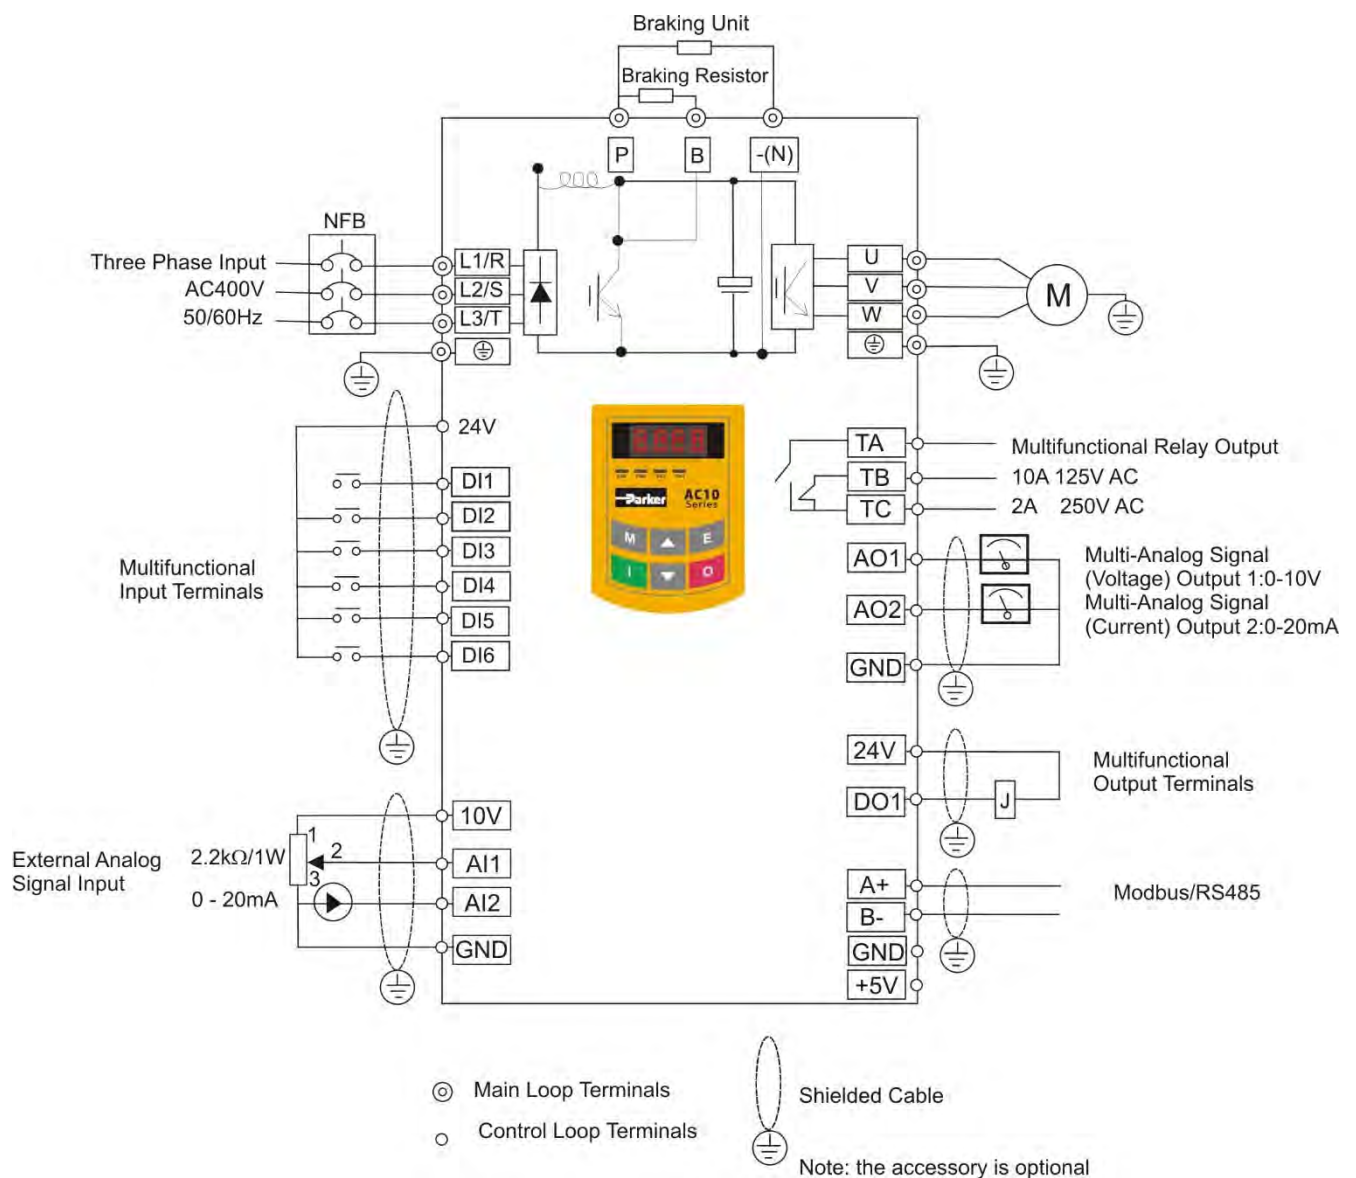 Braking Unit
Braking Resistor
P
B
-(N)
NFB
Three Phase Input
AC400V
50/60Hz
L1/R
L2/S
L3/T
U
V
W
M
24V
DI1
DI2
DI3
DI4
DI5
DI6
Multifunctional
Input Terminals
Parker
AC10
Series
M
E
I
O
TA
TB
TC
Multifunctional Relay Output
10A 125V AC
2A 250V AC
AO1
AO2
GND
Multi-Analog Signal
(Voltage) Output 1:0-10V
Multi-Analog Signal
(Current) Output 2:0-20mA
24V
DO1
J
Multifunctional
Output Terminals
External Analog
Signal Input
2.2kΩ/1W
0 - 20mA
1
2
3
10V
AI1
AI2
GND
A+
B-
GND
+5V
Modbus/RS485
Main Loop Terminals
Control Loop Terminals
Shielded Cable
Note: the accessory is optional